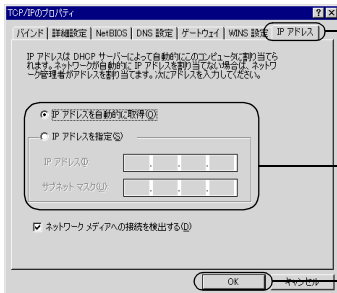 TCP/IPのプロパティ
バインド 詳細設定 NetBIOS DNS 設定 ゲートウェイ WINS 設定 IP アドレス
IP アドレスは DHCP サーバーによって自動的にこのコンピュータに割り当てら
れます。ネットワークが自動的に IP アドレスを割り当てない場合は、ネットワ
ーク管理者がアドレスを割り当てます。次にアドレスを入力してください。
IP アドレスを自動的に取得(O)
IP アドレスを指定(S)
IP アドレス(I)
サブネット マスク(U)
ネットワーク メディアへの接続を検出する(D)
OK キャンセル